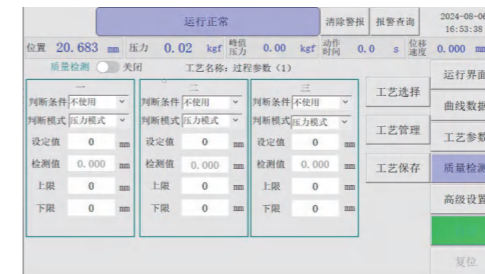 运行正常 清除警报 报警查询 2024-08-06
16:53:38
位置 20.683 mm 压力 0.02 kgf 峰值压力 0.00 kgf 动作时间 0.0 s 位移速度 0.000 mm
质量检测 关闭 工艺名称: 过程参数 (1)
一 二 三
判断条件 不使用 判断条件 不使用 判断条件 不使用
判断模式 压力模式 判断模式 压力模式 判断模式 压力模式
设定值 0 mm 设定值 0 mm 设定值 0 mm
检测值 0.000 mm 检测值 0.000 mm 检测值 0.000 mm
上限 0 mm 上限 0 mm 上限 0 mm
下限 0 mm 下限 0 mm 下限 0 mm
工艺选择
工艺管理
工艺保存
运行界面
曲线数据
工艺参数
质量检测
高级设置
复位